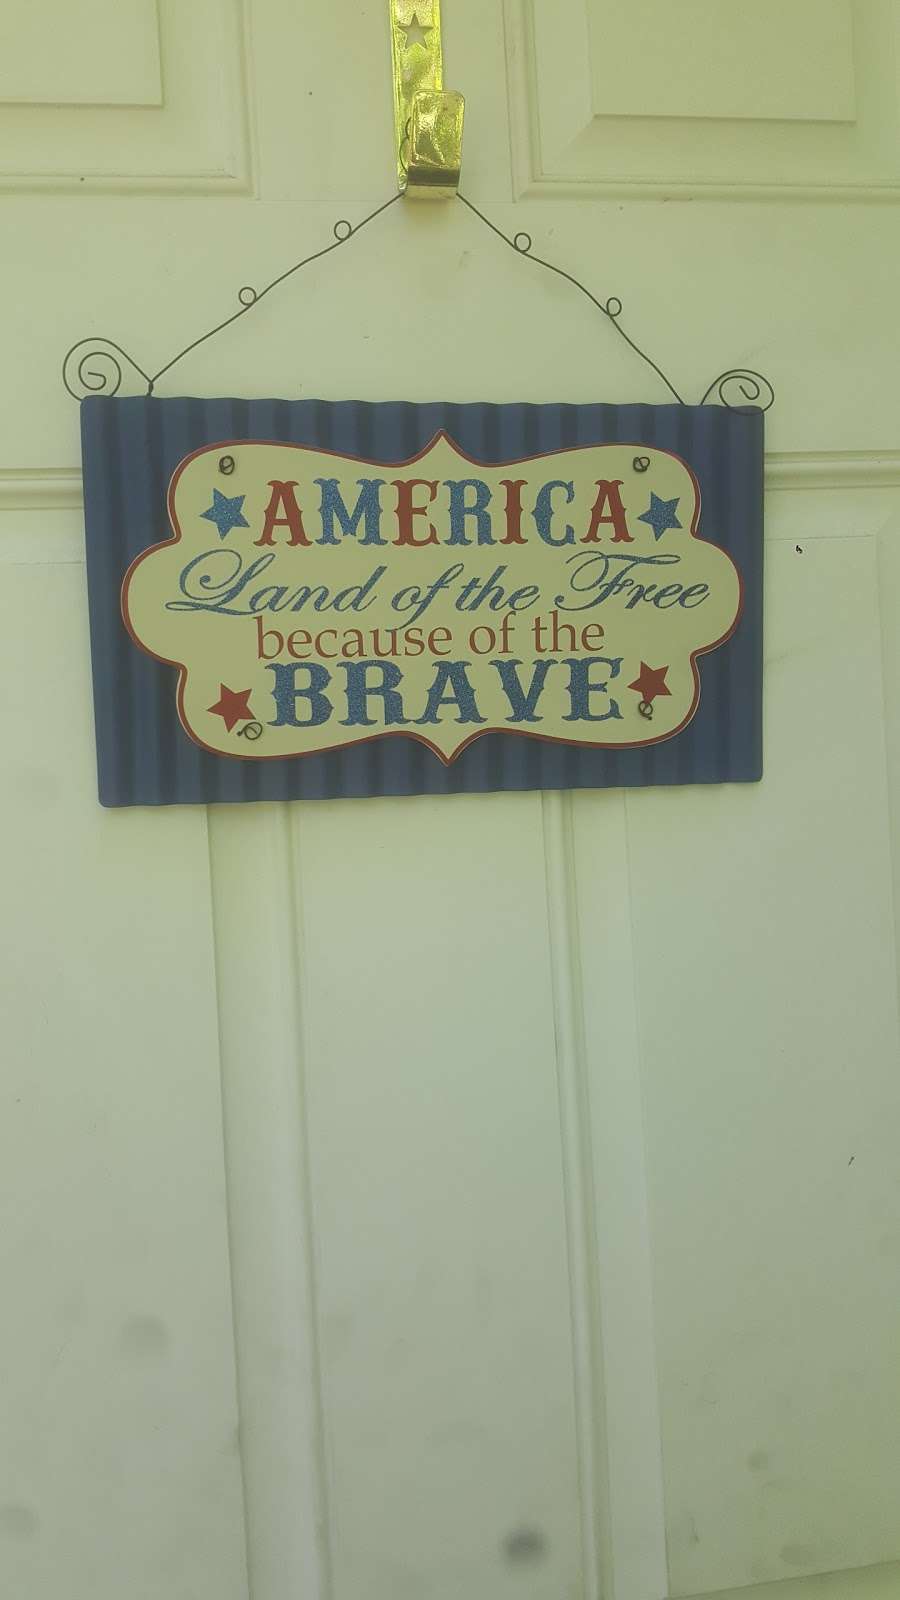 AMERICA
Land of the Free
because of the
BRAVE